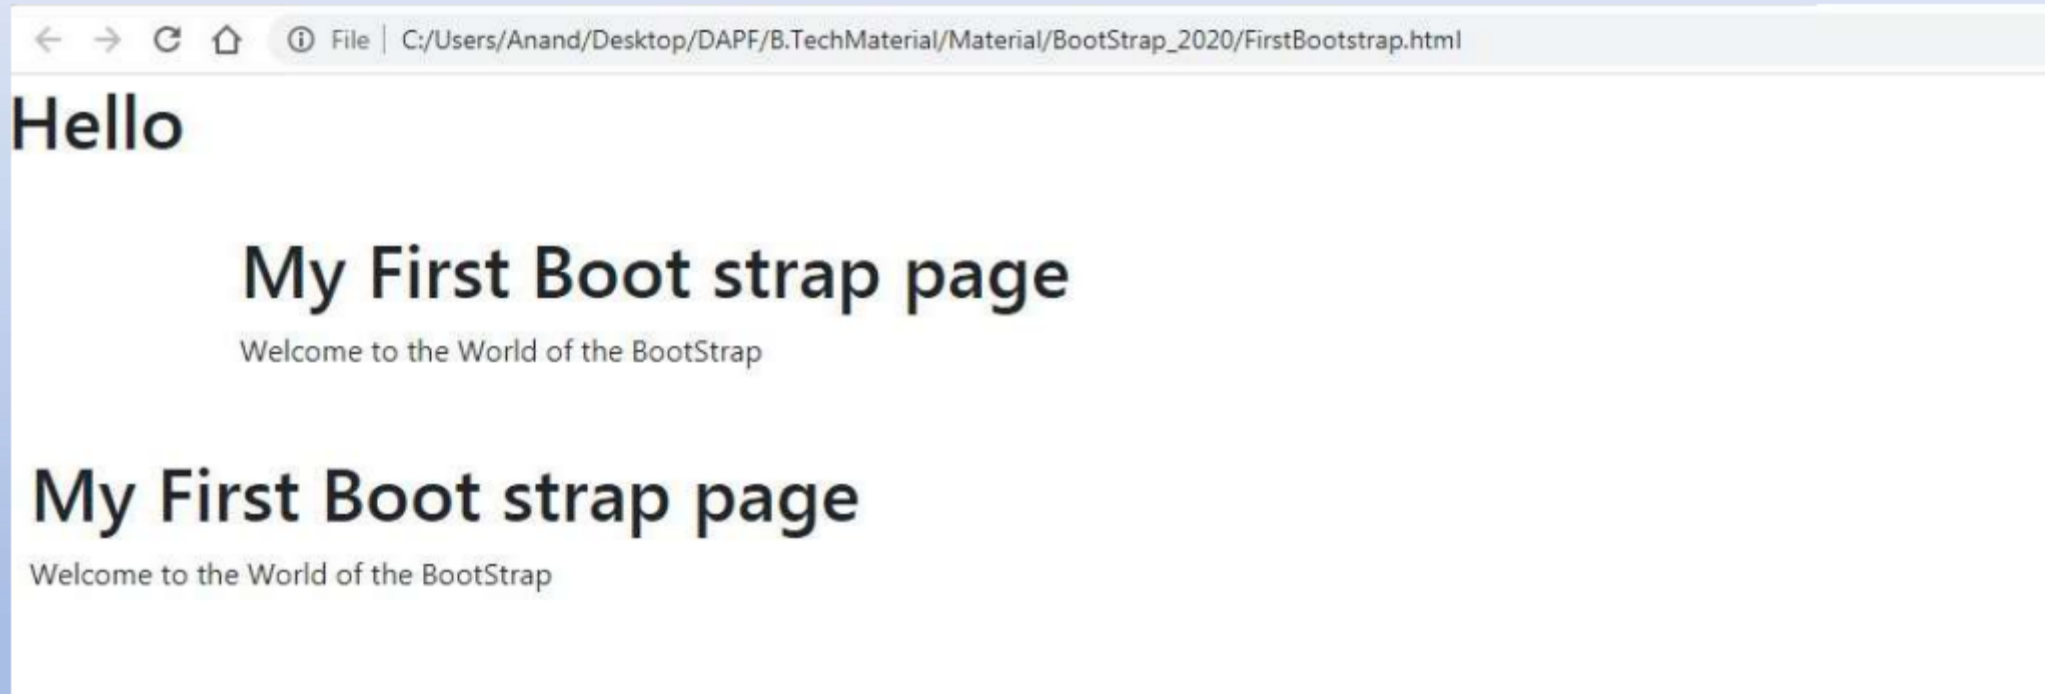 File | C:/Users/Anand/Desktop/DAPF/B.TechMaterial/Material/BootStrap_2020/FirstBootstrap.html
Hello
My First Boot strap page
Welcome to the World of the BootStrap
My First Boot strap page
Welcome to the World of the BootStrap